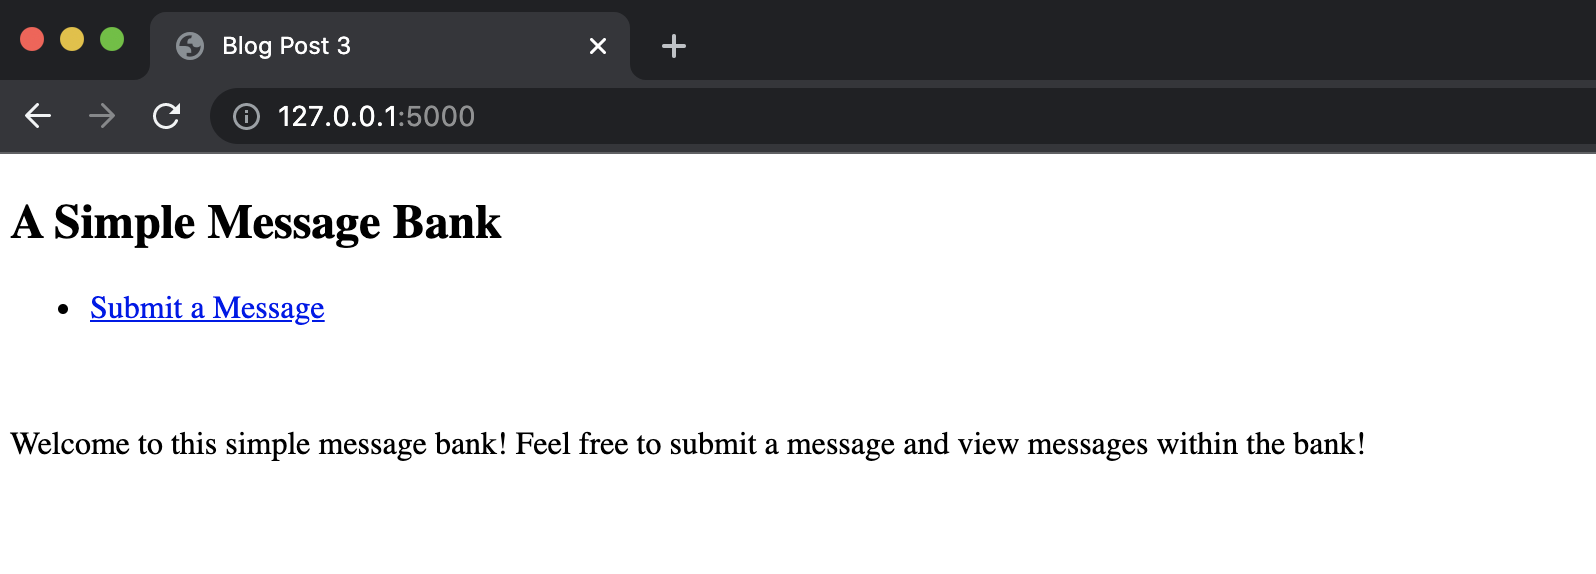 Blog Post 3
127.0.0.1:5000
A Simple Message Bank
Submit a Message
Welcome to this simple message bank! Feel free to submit a message and view messages within the bank!